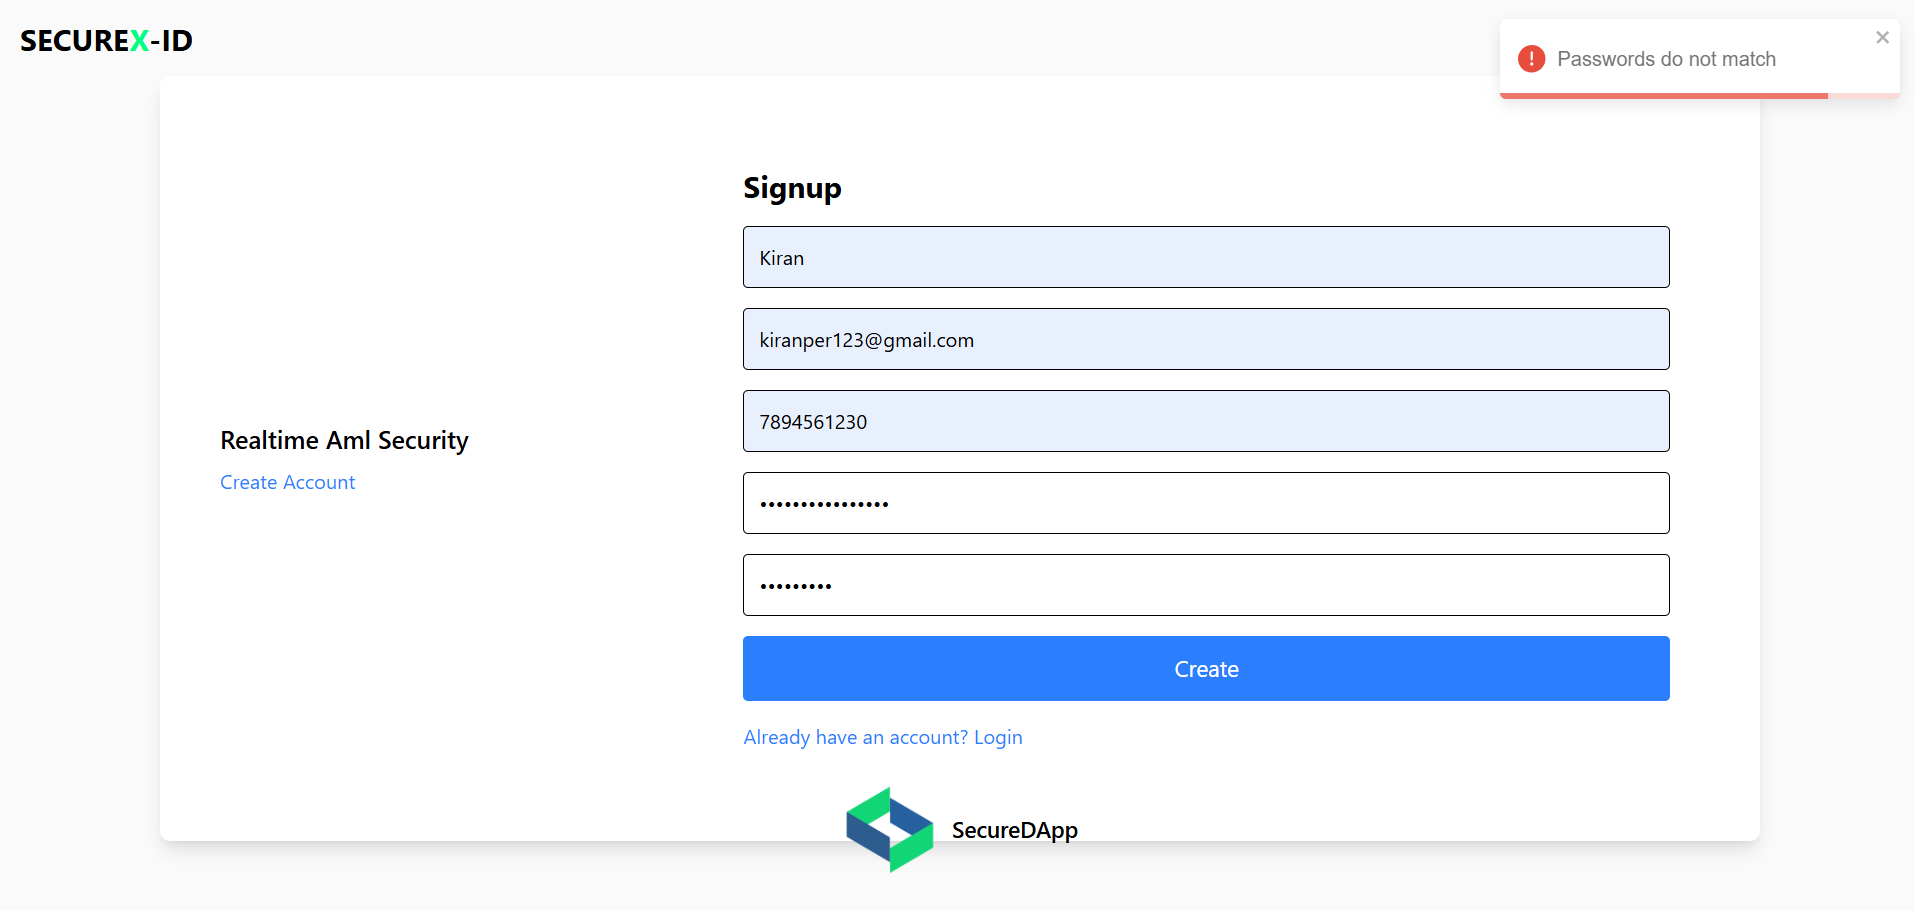 SECUREX-ID
Passwords do not match
Signup
Kiran
kiranper123@gmail.com
7894561230
Realtime Aml Security
Create Account
••••••••••••••••
•••••••••
Create
Already have an account? Login
SecureDApp